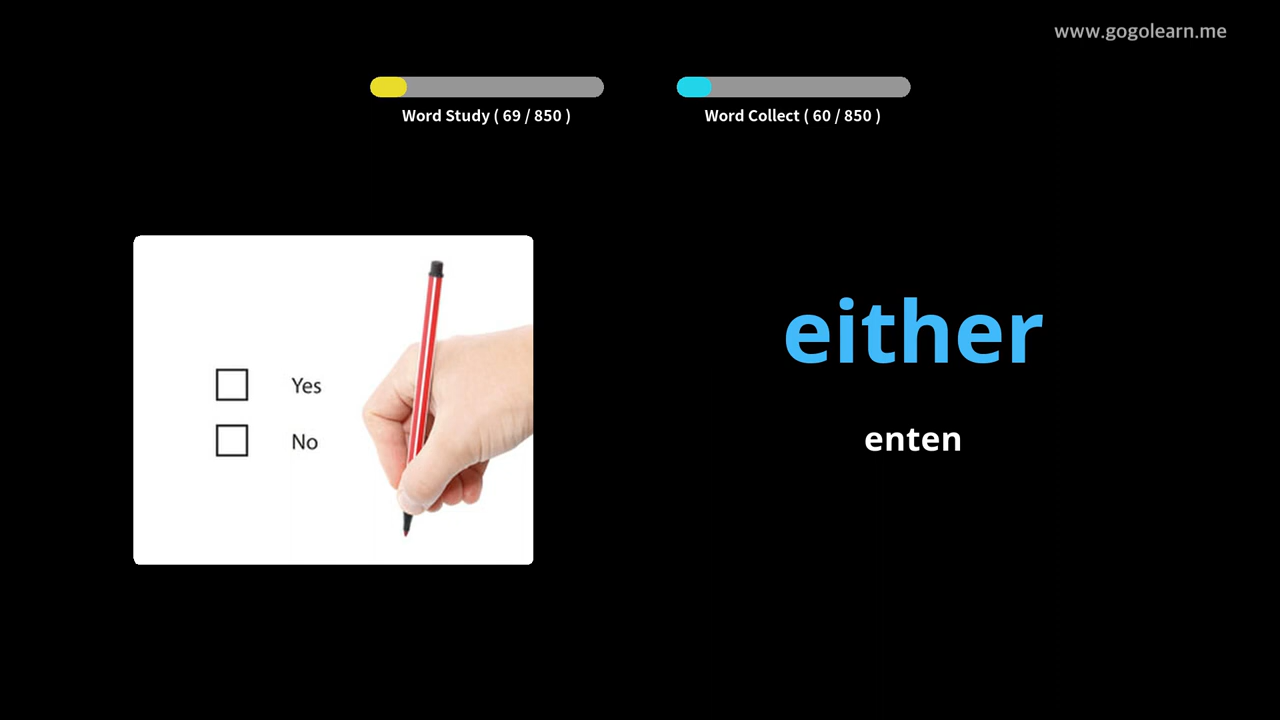 www.gogolearn.me
Word Study ( 69 / 850 )
Word Collect ( 60 / 850 )
Yes
No
either
enten